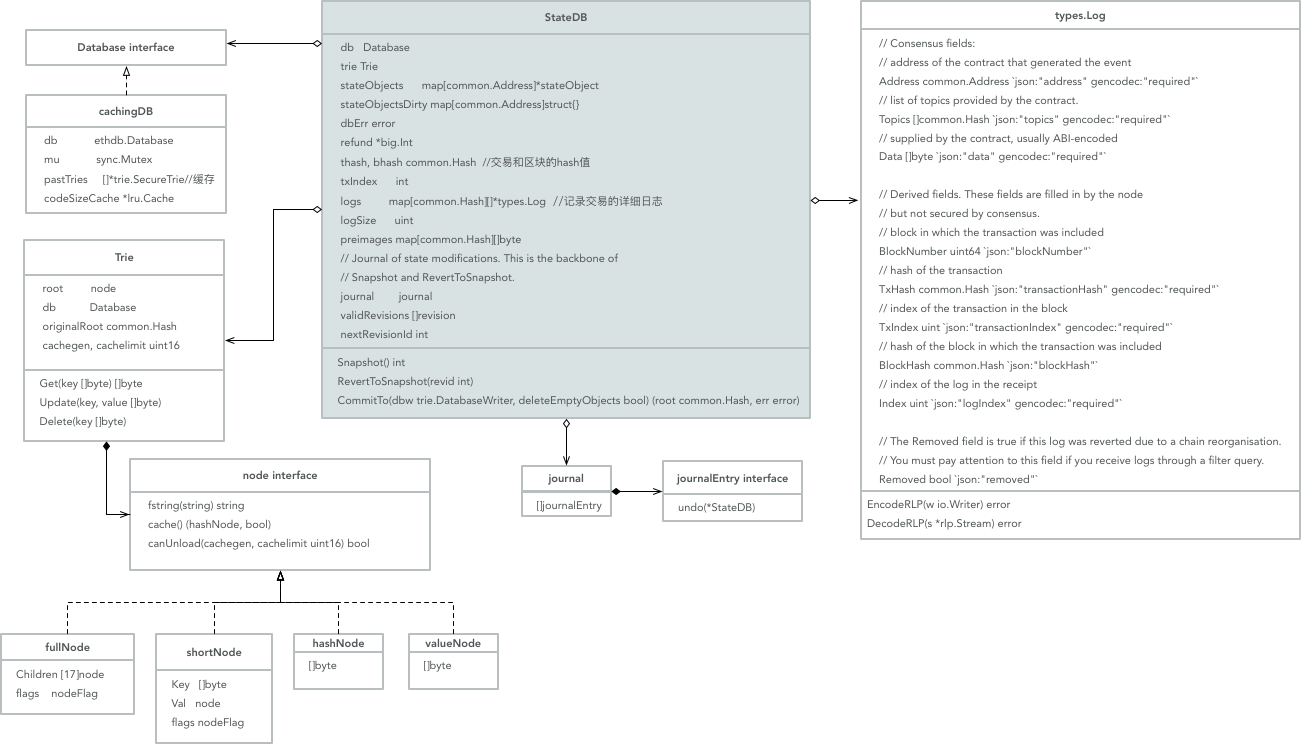 Database interface
cachingDB
db ethdb.Database
mu sync.Mutex
pastTries []*trie.SecureTrie//缓存
codeSizeCache *lru.Cache
Trie
root node
db Database
originalRoot common.Hash
cachegen, cachelimit uint16
Get(key []byte) []byte
Update(key, value []byte)
Delete(key []byte)
StateDB
db Database
trie Trie
stateObjects map[common.Address]*stateObject
stateObjectsDirty map[common.Address]struct{}
dbErr error
refund *big.Int
thash, bhash common.Hash //交易和区块的hash值
txIndex int
logs map[common.Hash][]*types.Log //记录交易的详细日志
logSize uint
preimages map[common.Hash][]byte
// Journal of state modifications. This is the backbone of
// Snapshot and RevertToSnapshot.
journal journal
validRevisions []revision
nextRevisionId int
Snapshot() int
RevertToSnapshot(revid int)
CommitTo(dbw trie.DatabaseWriter, deleteEmptyObjects bool) (root common.Hash, err error)
types.Log
// Consensus fields:
// address of the contract that generated the event
Address common.Address `json:"address" gencodec:"required"`
// list of topics provided by the contract.
Topics []common.Hash `json:"topics" gencodec:"required"`
// supplied by the contract, usually ABI-encoded
Data []byte `json:"data" gencodec:"required"`
// Derived fields. These fields are filled in by the node
// but not secured by consensus.
// block in which the transaction was included
BlockNumber uint64 `json:"blockNumber"`
// hash of the transaction
TxHash common.Hash `json:"transactionHash" gencodec:"required"`
// index of the transaction in the block
TxIndex uint `json:"transactionIndex" gencodec:"required"`
// hash of the block in which the transaction was included
BlockHash common.Hash `json:"blockHash"`
// index of the log in the receipt
Index uint `json:"logIndex" gencodec:"required"`
// The Removed field is true if this log was reverted due to a chain reorganisation.
// You must pay attention to this field if you receive logs through a filter query.
Removed bool `json:"removed"`
EncodeRLP(w io.Writer) error
DecodeRLP(s *rlp.Stream) error
node interface
fstring(string) string
cache() (hashNode, bool)
canUnload(cachegen, cachelimit uint16) bool
journal
[]journalEntry
journalEntry interface
undo(*StateDB)
fullNode
Children [17]node
flags nodeFlag
shortNode
Key []byte
Val node
flags nodeFlag
hashNode
[]byte
valueNode
[]byte